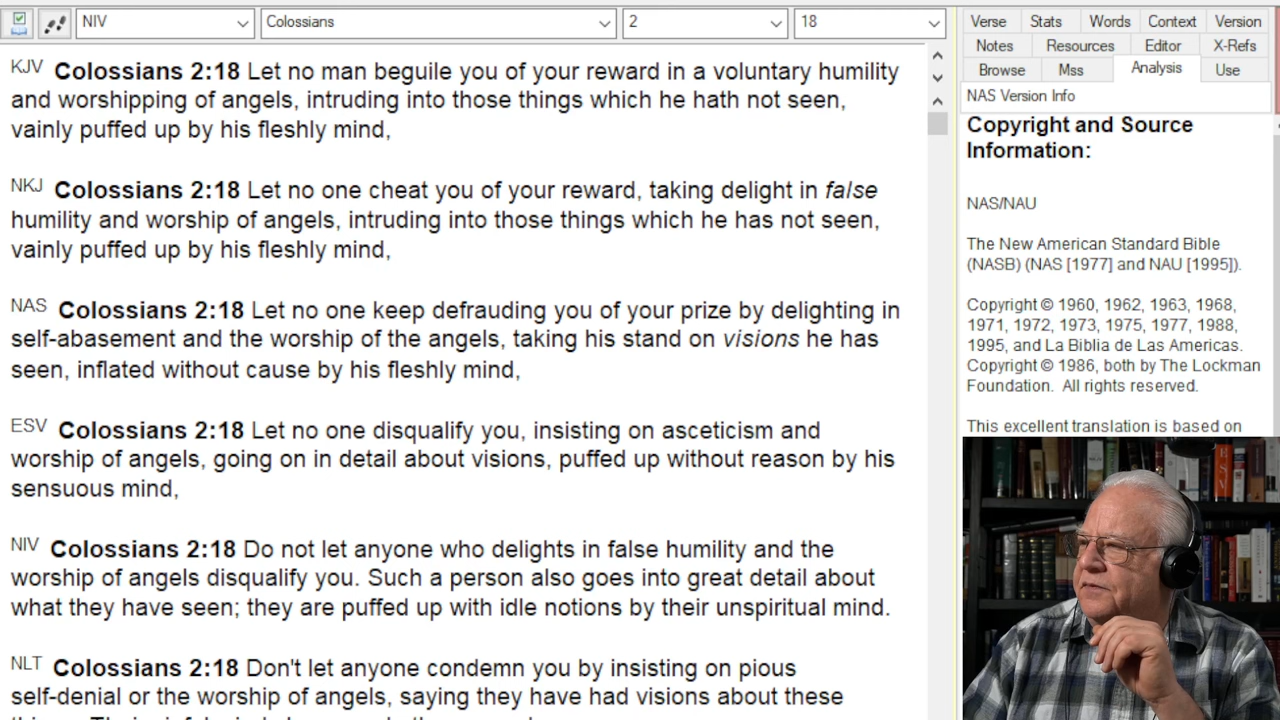 NIV Colossians 2 18
KJV Colossians 2:18 Let no man beguile you of your reward in a voluntary humility
and worshipping of angels, intruding into those things which he hath not seen,
vainly puffed up by his fleshly mind,
NKJ Colossians 2:18 Let no one cheat you of your reward, taking delight in false
humility and worship of angels, intruding into those things which he has not seen,
vainly puffed up by his fleshly mind,
NAS Colossians 2:18 Let no one keep defrauding you of your prize by delighting in
self-abasement and the worship of the angels, taking his stand on visions he has
seen, inflated without cause by his fleshly mind,
ESV Colossians 2:18 Let no one disqualify you, insisting on asceticism and
worship of angels, going on in detail about visions, puffed up without reason by his
sensuous mind,
NIV Colossians 2:18 Do not let anyone who delights in false humility and the
worship of angels disqualify you. Such a person also goes into great detail about
what they have seen; they are puffed up with idle notions by their unspiritual mind.
NLT Colossians 2:18 Don't let anyone condemn you by insisting on pious
self-denial or the worship of angels, saying they have had visions about these
Verse Stats Words Context Version
Notes Resources Editor X-Refs
Browse Mss Analysis Use
NAS Version Info
Copyright and Source
Information:
NAS/NAU
The New American Standard Bible
(NASB) (NAS [1977] and NAU [1995]).
Copyright © 1960, 1962, 1963, 1968,
1971, 1972, 1973, 1975, 1977, 1988,
1995, and La Biblia de Las Americas.
Copyright © 1986, both by The Lockman
Foundation. All rights reserved.
This excellent translation is based on
ESV